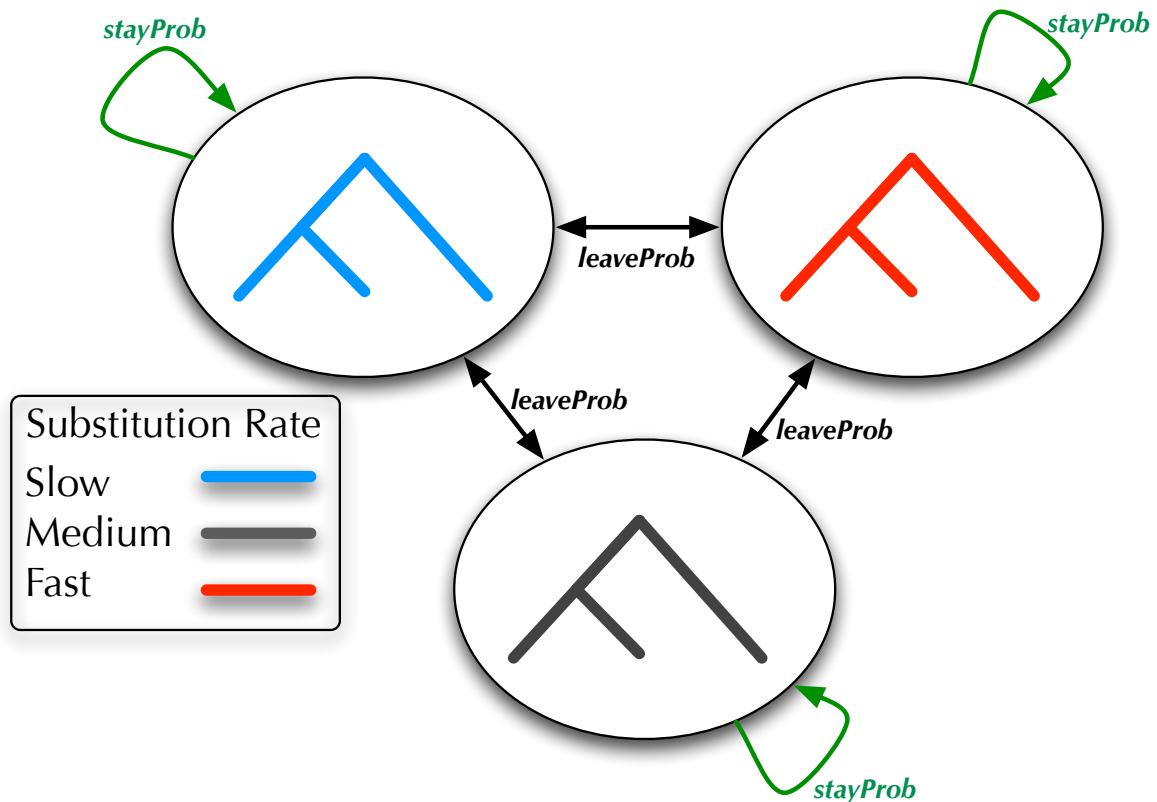 stayProb
stayProb
leaveProb
leaveProb
leaveProb
Substitution Rate
Slow
Medium
Fast
stayProb